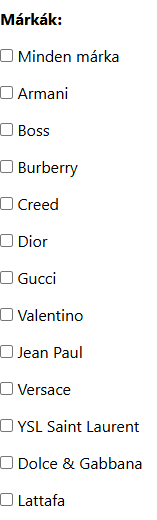 Márkák:
Minden márka
Armani
Boss
Burberry
Creed
Dior
Gucci
Valentino
Jean Paul
Versace
YSL Saint Laurent
Dolce & Gabbana
Lattafa